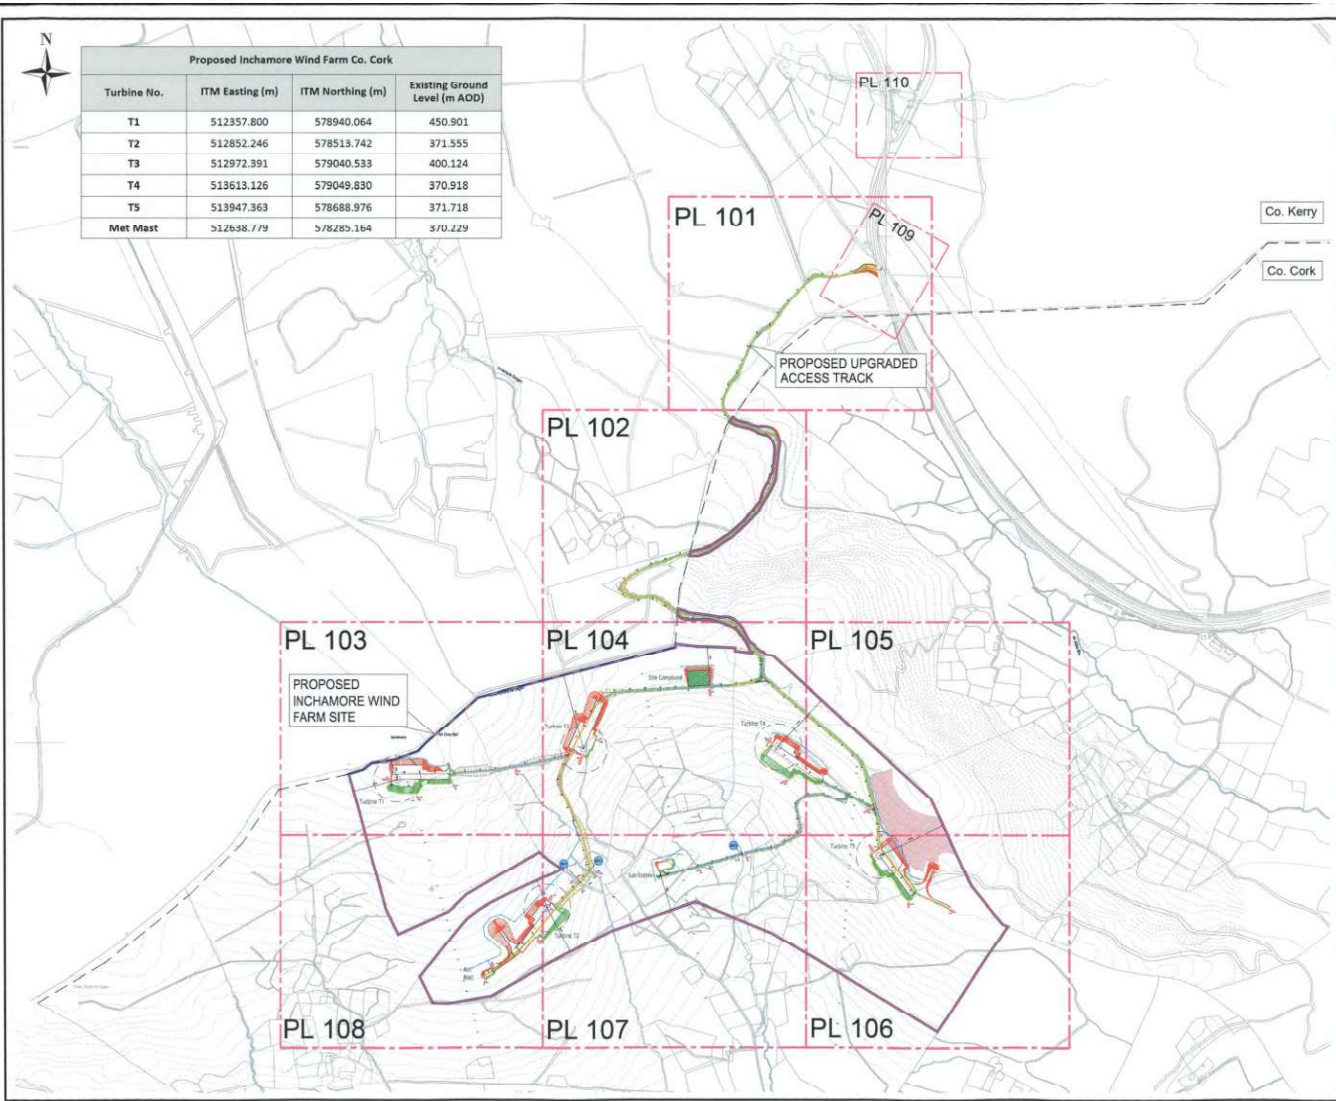 N
Proposed Inchamore Wind Farm Co. Cork
Turbine No. ITM Easting (m) ITM Northing (m) Existing Ground
Level (m AOD)
T1 512357.800 578940.064 450.901
T2 512852.246 578513.742 371.555
T3 512972.391 579040.533 400.124
T4 513613.126 579049.830 370.918
T5 513947.363 578688.976 371.718
Met Mast 512638.779 578285.164 370.229
PL 110
PL 101
PL 109
Co. Kerry
Co. Cork
PROPOSED UPGRADED
ACCESS TRACK
PL 102
PL 103
PL 104
PL 105
PROPOSED
INCHAMORE WIND
FARM SITE
Site Compound
Turbine T3
Turbine T4
Turbine T1
Turbine T5
Sub-Station
Turbine T2
Met
Mast
PL 108
PL 107
PL 106